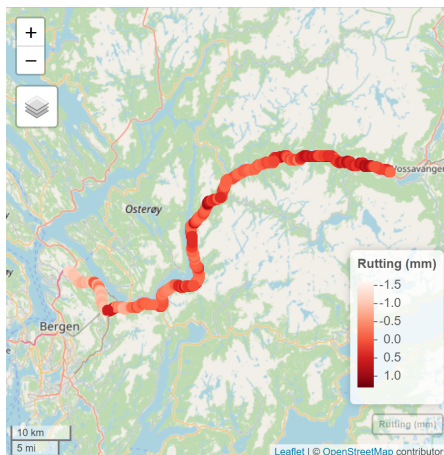 +
−
Osterøy
Vossavangen
Bergen
Rutting (mm)
-1.5
-1.0
-0.5
0.0
0.5
1.0
Rutting (mm)
10 km
5 mi
Leaflet | © OpenStreetMap contributor